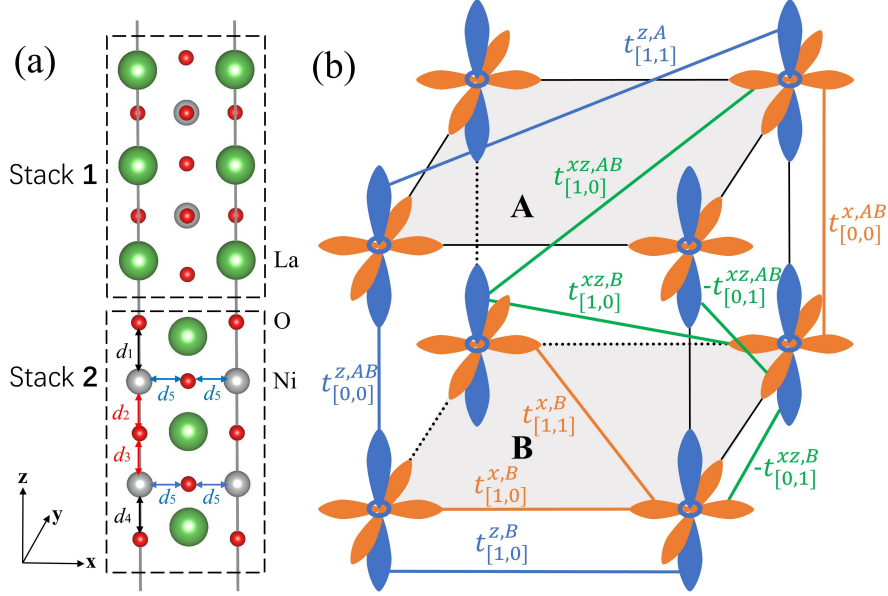 (a)
Stack 1
La
O
d₁
Stack 2
Ni
d₅ d₅
d₂
d₃
d₅ d₅
d₄
z
y
x
(b)
t^{z,A}_{[1,1]}
t^{xz,AB}_{[1,0]}
A
t^{x,AB}_{[0,0]}
t^{xz,B}_{[1,0]}
-t^{xz,AB}_{[0,1]}
t^{z,AB}_{[0,0]}
t^{x,B}_{[1,1]}
B
t^{x,B}_{[1,0]}
-t^{xz,B}_{[0,1]}
t^{z,B}_{[1,0]}